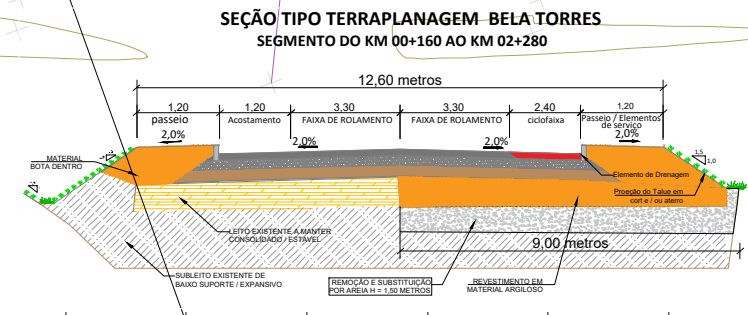 SEÇÃO TIPO TERRAPLANAGEM BELA TORRES
SEGMENTO DO KM 00+160 AO KM 02+280
12,60 metros
1,20
1,20
3,30
3,30
2,40
1,20
passeio
Acostamento
FAIXA DE ROLAMENTO
FAIXA DE ROLAMENTO
ciclofaixa
Passeio / Elementos
de serviço
2,0%
2,0%
2,0%
2,0%
MATERIAL
BOTA DENTRO
1,5
1,0
Elemento de Drenagem
Proeção do Talue em
cort e / ou aterro
LEITO EXISTENTE A MANTER
CONSOLIDADO / ESTÁVEL
9,00 metros
SUBLEITO EXISTENTE DE
BAIXO SUPORTE / EXPANSIVO
REMOÇÃO E SUBSTITUIÇÃO
POR AREIA H = 1,50 METROS
REVESTIMENTO EM
MATERIAL ARGILOSO